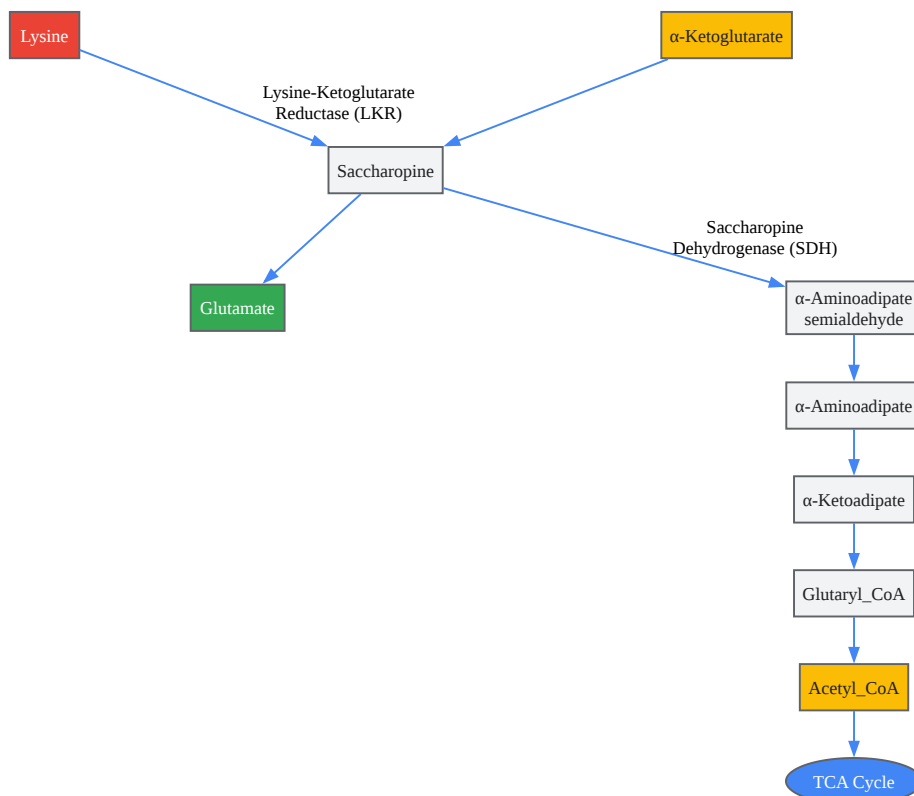 Lysine
α-Ketoglutarate
Lysine-Ketoglutarate
Reductase (LKR)
Saccharopine
Saccharopine
Dehydrogenase (SDH)
Glutamate
α-Aminoadipate
semialdehyde
α-Aminoadipate
α-Ketoadipate
Glutaryl_CoA
Acetyl_CoA
TCA Cycle